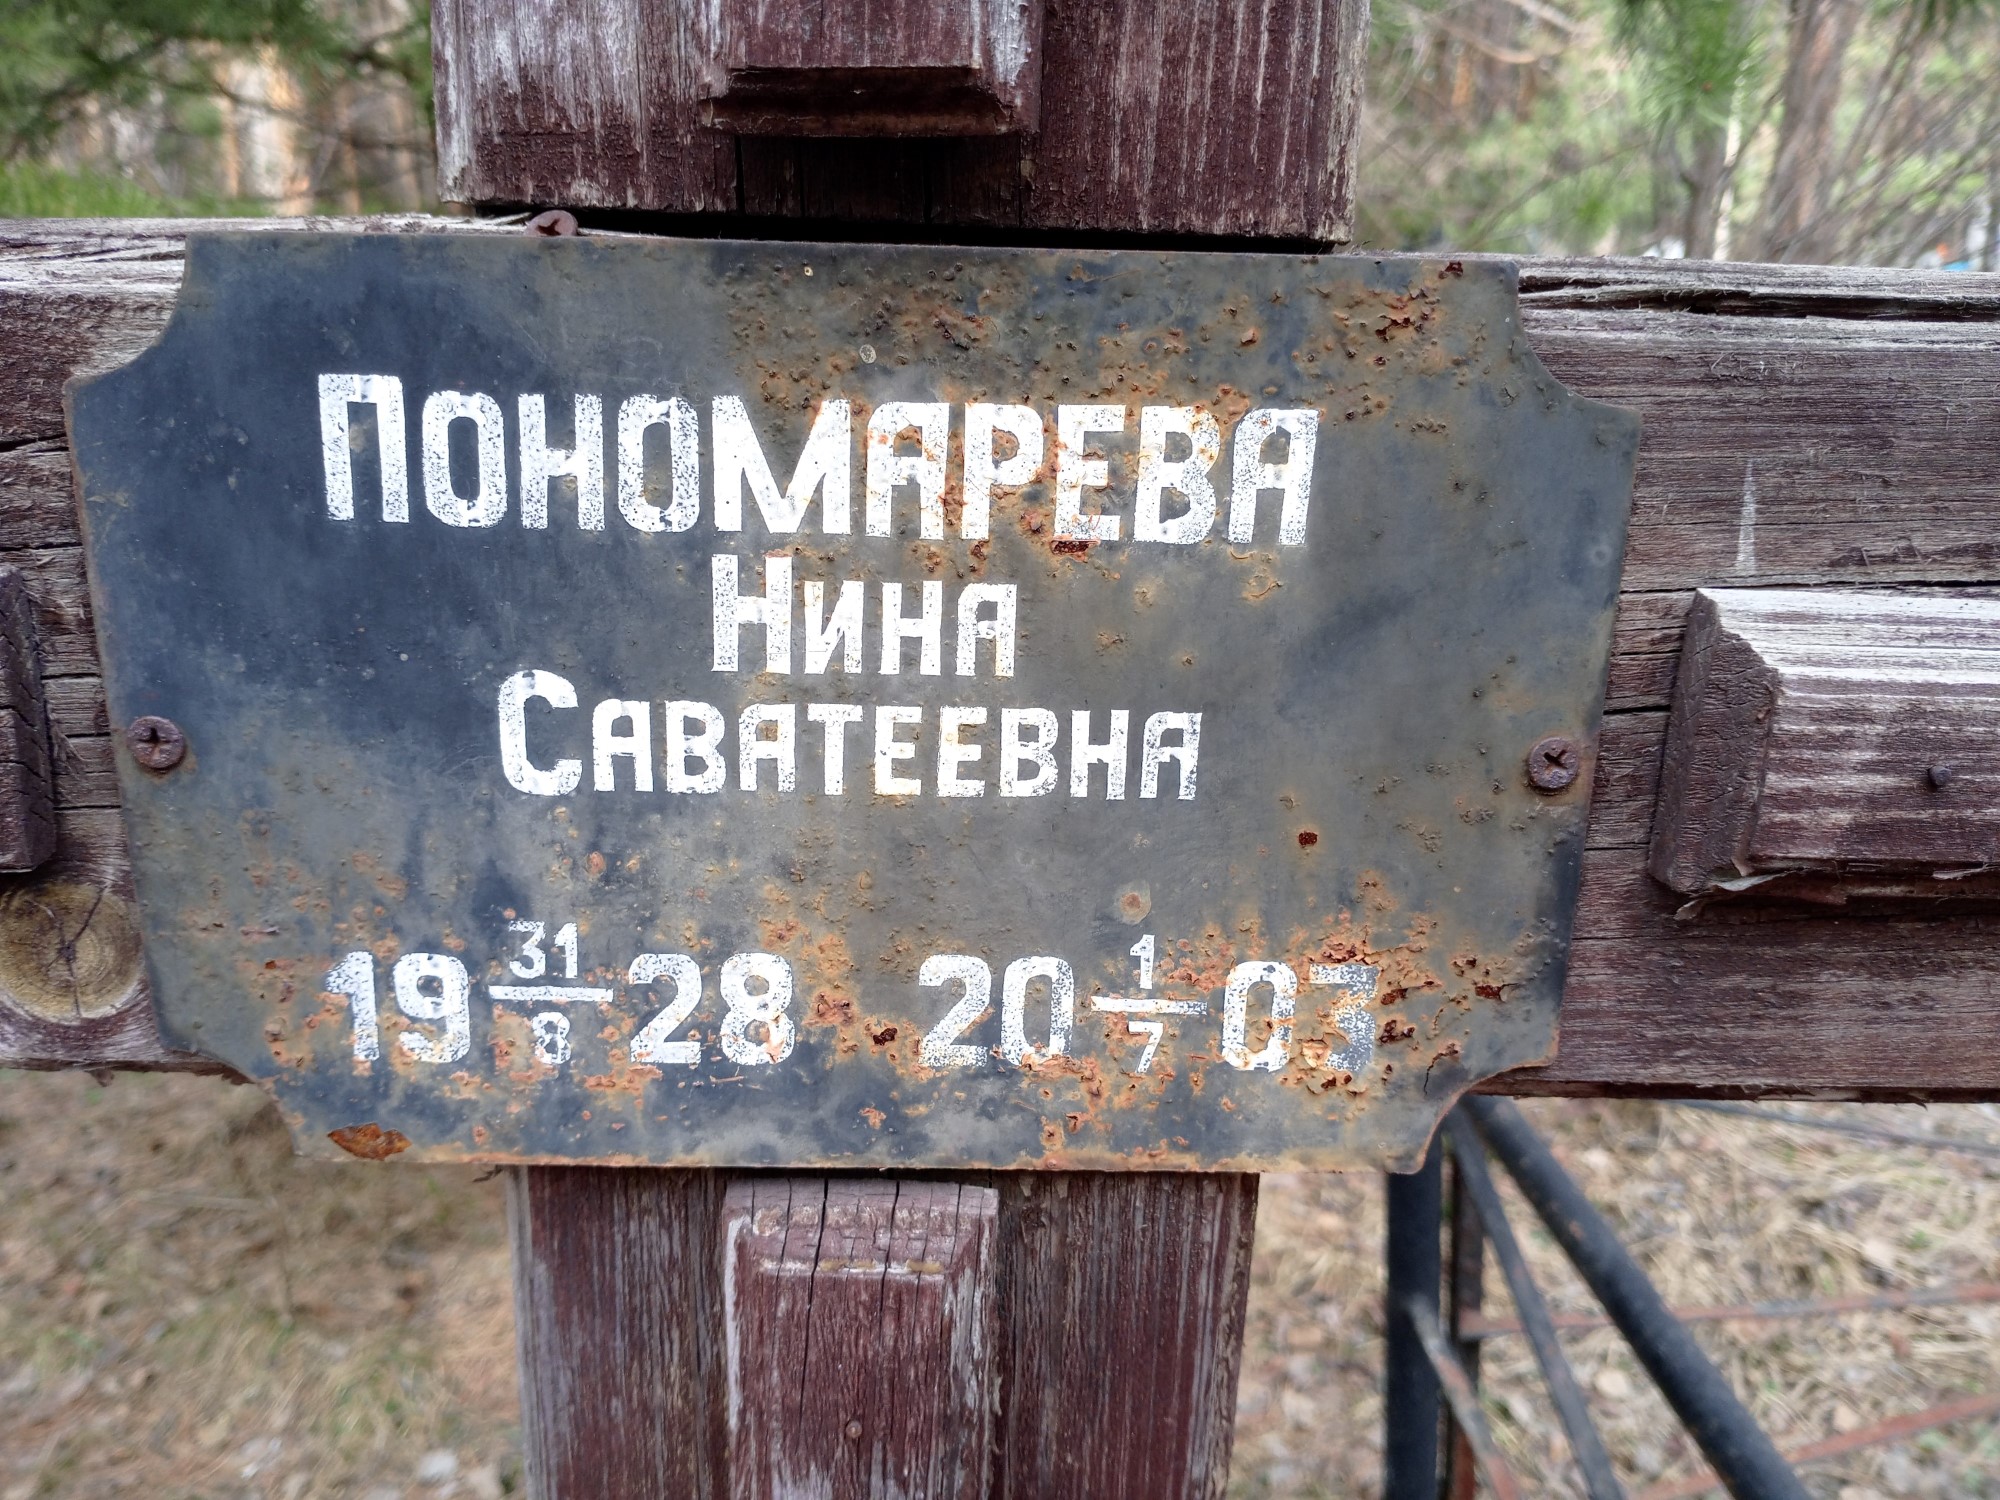 Пономарева
Нина
Саватеевна
19 31/8 28 20 1/7 03